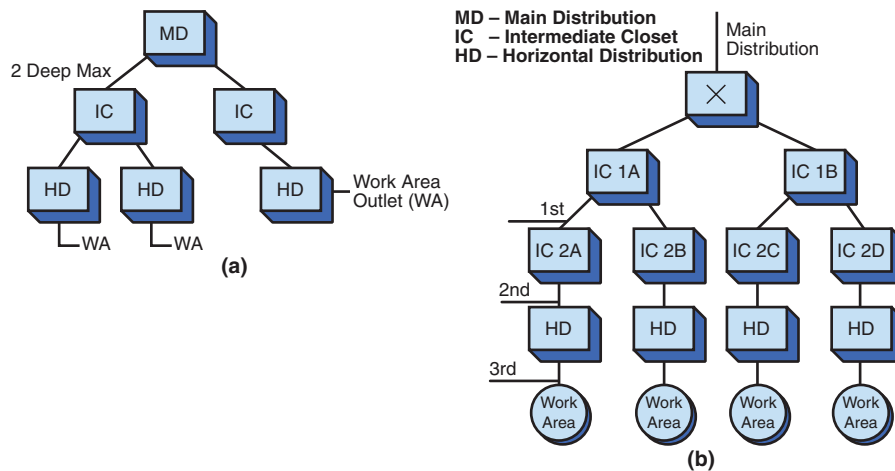 MD
2 Deep Max
IC
IC
HD
HD
HD
Work Area
Outlet (WA)
WA
WA
(a)
MD – Main Distribution
IC – Intermediate Closet
HD – Horizontal Distribution
Main
Distribution
IC 1A
IC 1B
1st
IC 2A
IC 2B
IC 2C
IC 2D
2nd
HD
HD
HD
HD
3rd
Work
Area
Work
Area
Work
Area
Work
Area
(b)